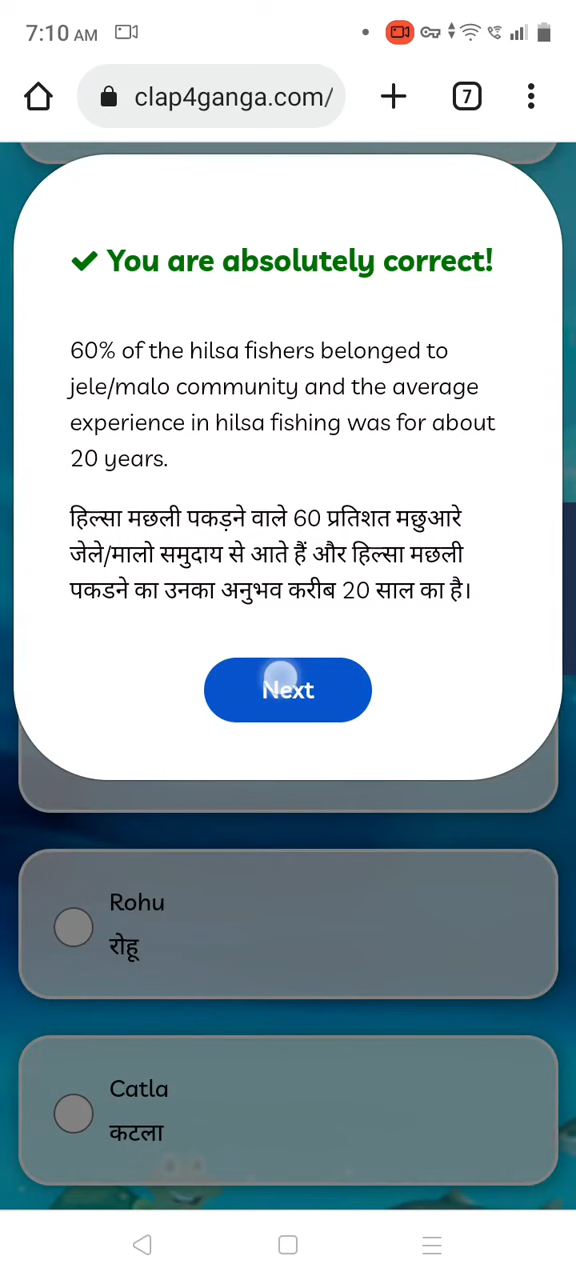 7:10 AM
clap4ganga.com/
7
You are absolutely correct!
60% of the hilsa fishers belonged to
jele/malo community and the average
experience in hilsa fishing was for about
20 years.
हिल्सा मछली पकड़ने वाले 60 प्रतिशत मछुआरे
जेले/मालो समुदाय से आते हैं और हिल्सा मछली
पकडने का उनका अनुभव करीब 20 साल का है।
Next
Rohu
रोहू
Catla
कटला